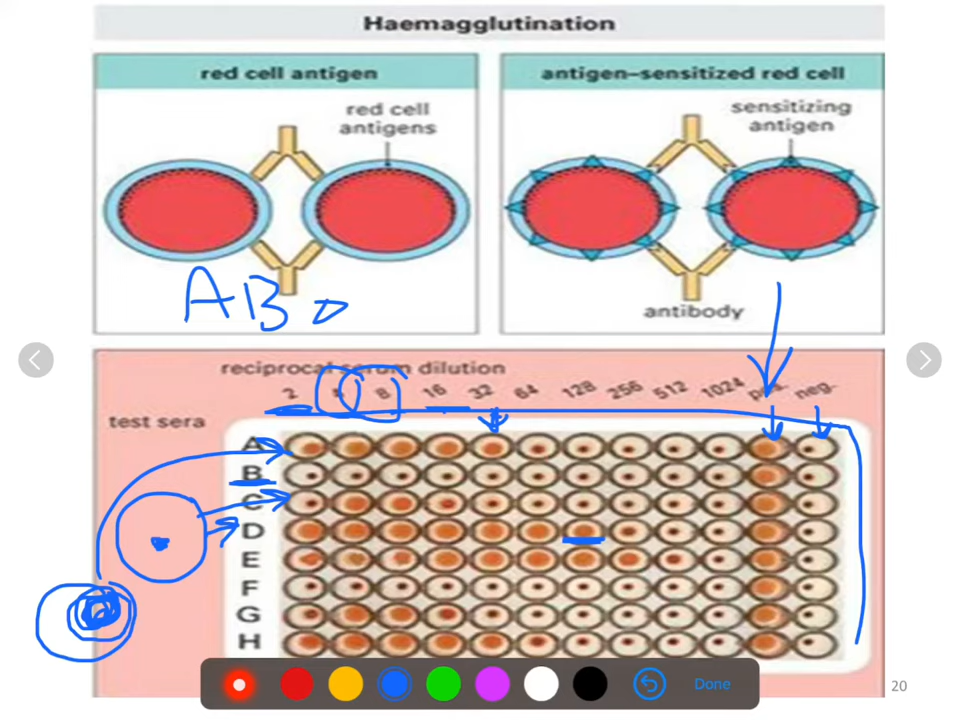 Haemagglutination
red cell antigen
antigen–sensitized red cell
red cell
antigens
sensitizing
antigen
A B O
antibody
reciprocal serum dilution
2 4 8 16 32 64 128 256 512 1024 pos. neg.
test sera
A
B
C
D
E
F
G
H
Done
20